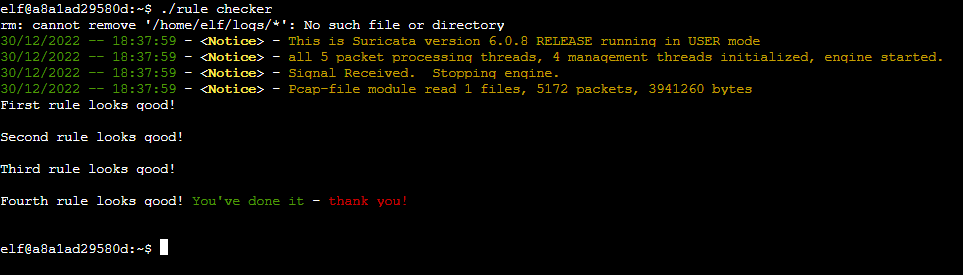 elf@a8a1ad29580d:~$ ./rule_checker
rm: cannot remove '/home/elf/logs/*': No such file or directory
30/12/2022 -- 18:37:59 - <Notice> - This is Suricata version 6.0.8 RELEASE running in USER mode
30/12/2022 -- 18:37:59 - <Notice> - all 5 packet processing threads, 4 management threads initialized, engine started.
30/12/2022 -- 18:37:59 - <Notice> - Signal Received.  Stopping engine.
30/12/2022 -- 18:37:59 - <Notice> - Pcap-file module read 1 files, 5172 packets, 3941260 bytes
First rule looks good!
Second rule looks good!
Third rule looks good!
Fourth rule looks good! You've done it - thank you!
elf@a8a1ad29580d:~$